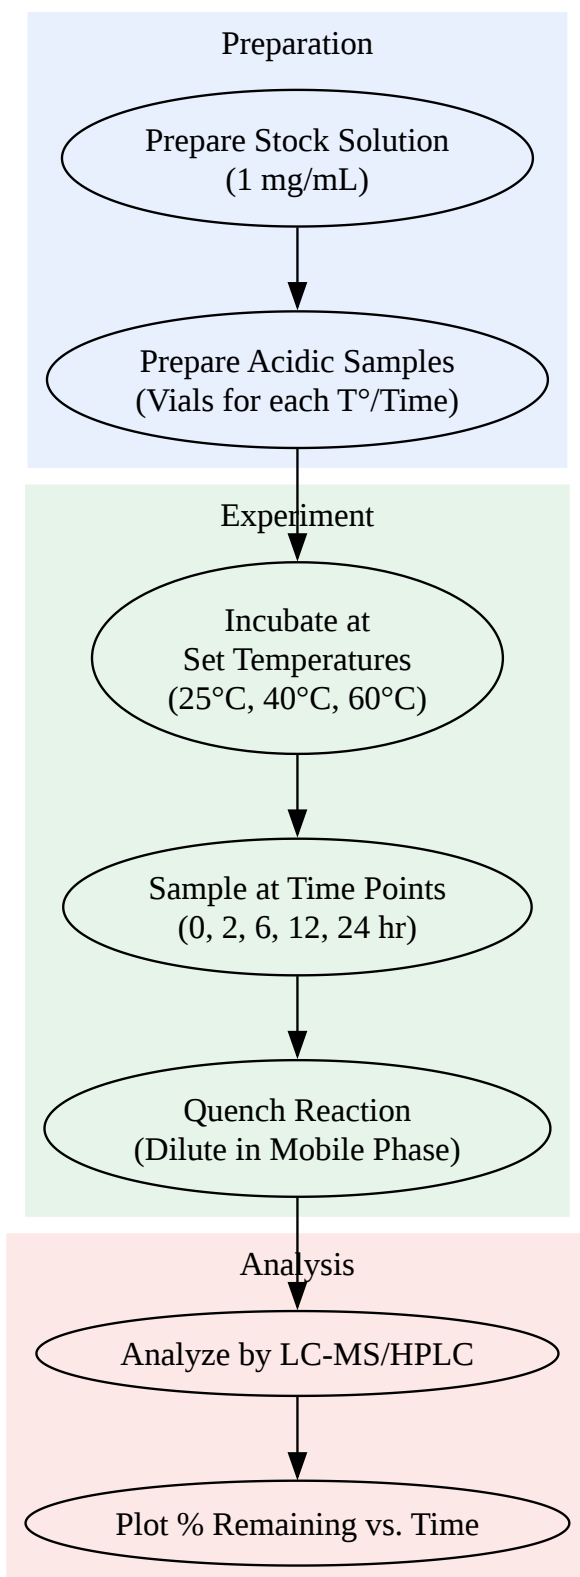 Preparation
Prepare Stock Solution
(1 mg/mL)
Prepare Acidic Samples
(Vials for each T°/Time)
Experiment
Incubate at
Set Temperatures
(25°C, 40°C, 60°C)
Sample at Time Points
(0, 2, 6, 12, 24 hr)
Quench Reaction
(Dilute in Mobile Phase)
Analysis
Analyze by LC-MS/HPLC
Plot % Remaining vs. Time